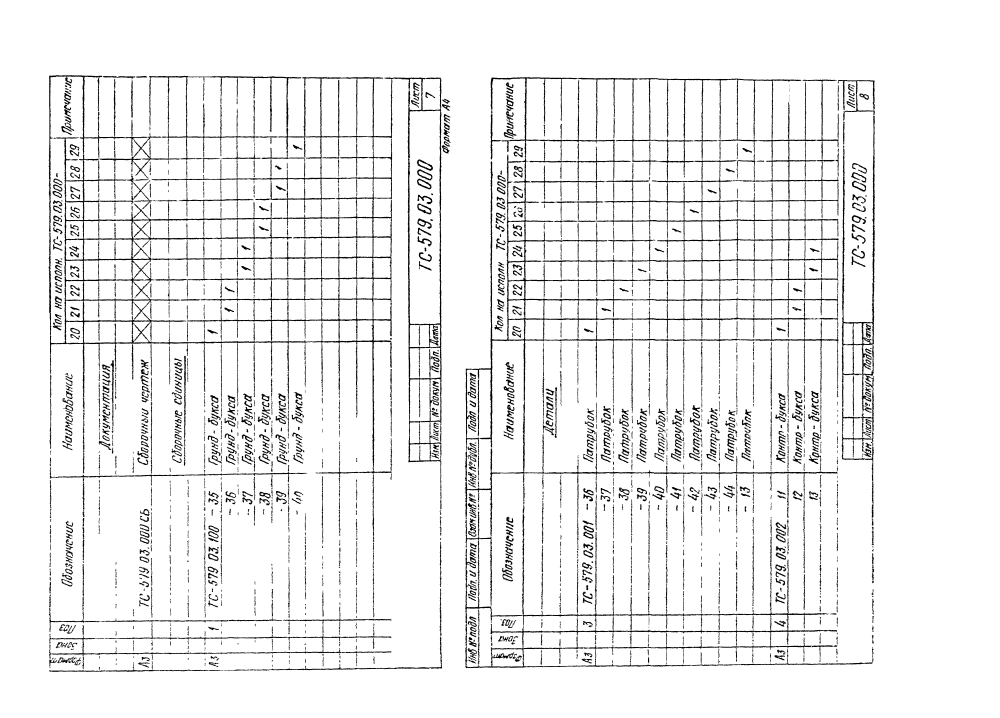 Формат Зона Поз. Обозначение Наименование Кол. на исполн. ТС-579.03.000- Примечание
20 21 22 23 24 25 26 27 28 29
Документация
А3 ТС-579.03.000 СБ Сборочный чертеж
Сборочные единицы
А3 1 ТС-579.03.100 -35 Грунд-букса 1
-36 Грунд-букса 1 1
-37 Грунд-букса 1 1
-38 Грунд-букса 1 1
-39 Грунд-букса 1 1
-40 Грунд-букса 1
Изм. Лист № докум. Подп. Дата
ТС-579.03.000
Лист
7
Формат А4
Инв.№ подл. Подп. и дата Взам.инв.№ Инв.№ дубл. Подп. и дата
Формат Зона Поз. Обозначение Наименование Кол. на исполн. ТС-579.03.000- Примечание
20 21 22 23 24 25 26 27 28 29
Детали
А3 3 ТС-579.03.001 -36 Патрубок 1
-37 Патрубок 1
-38 Патрубок 1
-39 Патрубок 1
-40 Патрубок 1
-41 Патрубок 1
-42 Патрубок 1
-43 Патрубок 1
-44 Патрубок 1
-13 Патрубок 1
А3 4 ТС-579.03.002 11 Контр-букса 1
12 Контр-букса 1 1
13 Контр-букса 1 1
Изм. Лист № докум. Подп. Дата
ТС-579.03.000
Лист
8